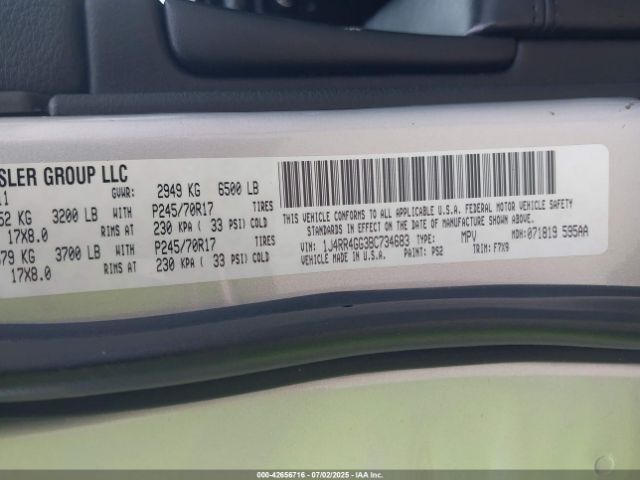 SLER GROUP LLC
11 GVWR: 2949 KG 6500 LB
52 KG 3200 LB WITH P245/70R17 TIRES
17X8.0 RIMS AT 230 KPA ( 33 PSI) COLD
679 KG 3700 LB WITH P245/70R17 TIRES
17X8.0 RIMS AT 230 KPA ( 33 PSI) COLD
THIS VEHICLE CONFORMS TO ALL APPLICABLE U.S.A. FEDERAL MOTOR VEHICLE SAFETY
STANDARDS IN EFFECT ON THE DATE OF MANUFACTURE SHOWN ABOVE.
VIN: 1J4RR4GG3BC734683 TYPE: MPV MDH: 071819 595AA
MADE IN U.S.A. PAINT: PS2 TRIM: F7X9
000-42656716 - 07/02/2025 - IAAI.COM